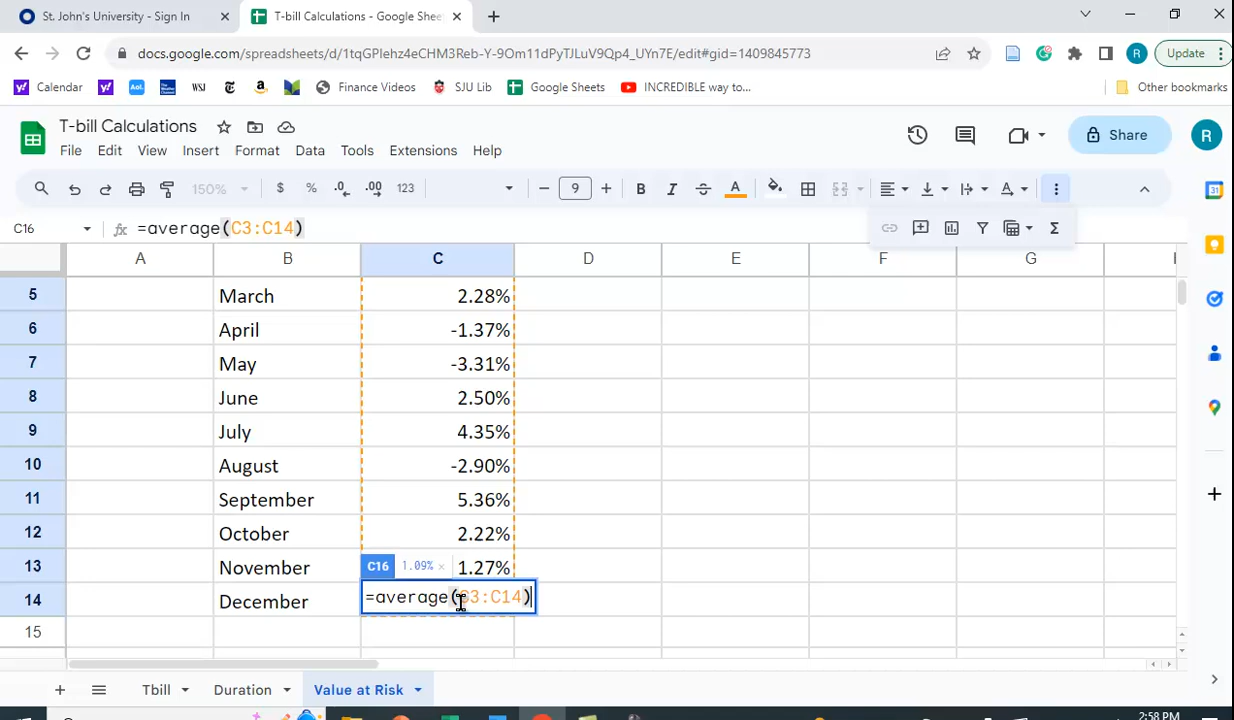 St. John's University - Sign In
T-bill Calculations - Google Shee
docs.google.com/spreadsheets/d/1tqGPIehz4eCHM3Reb-Y-9Om11dPyTJLuV9Qp4_UYn7E/edit#gid=1409845773
R
Update
Calendar
Aol.
WSJ
Finance Videos
SJU Lib
Google Sheets
INCREDIBLE way to...
Other bookmarks
T-bill Calculations
File Edit View Insert Format Data Tools Extensions Help
Share
R
150% $ % .0 .00 123 9 B I S A
C16 fx =average(C3:C14)
A B C D E F G
5 March 2.28%
6 April -1.37%
7 May -3.31%
8 June 2.50%
9 July 4.35%
10 August -2.90%
11 September 5.36%
12 October 2.22%
13 November C16 1.09% × 1.27%
14 December =average(C3:C14)
15
Tbill Duration Value at Risk
2:58 PM